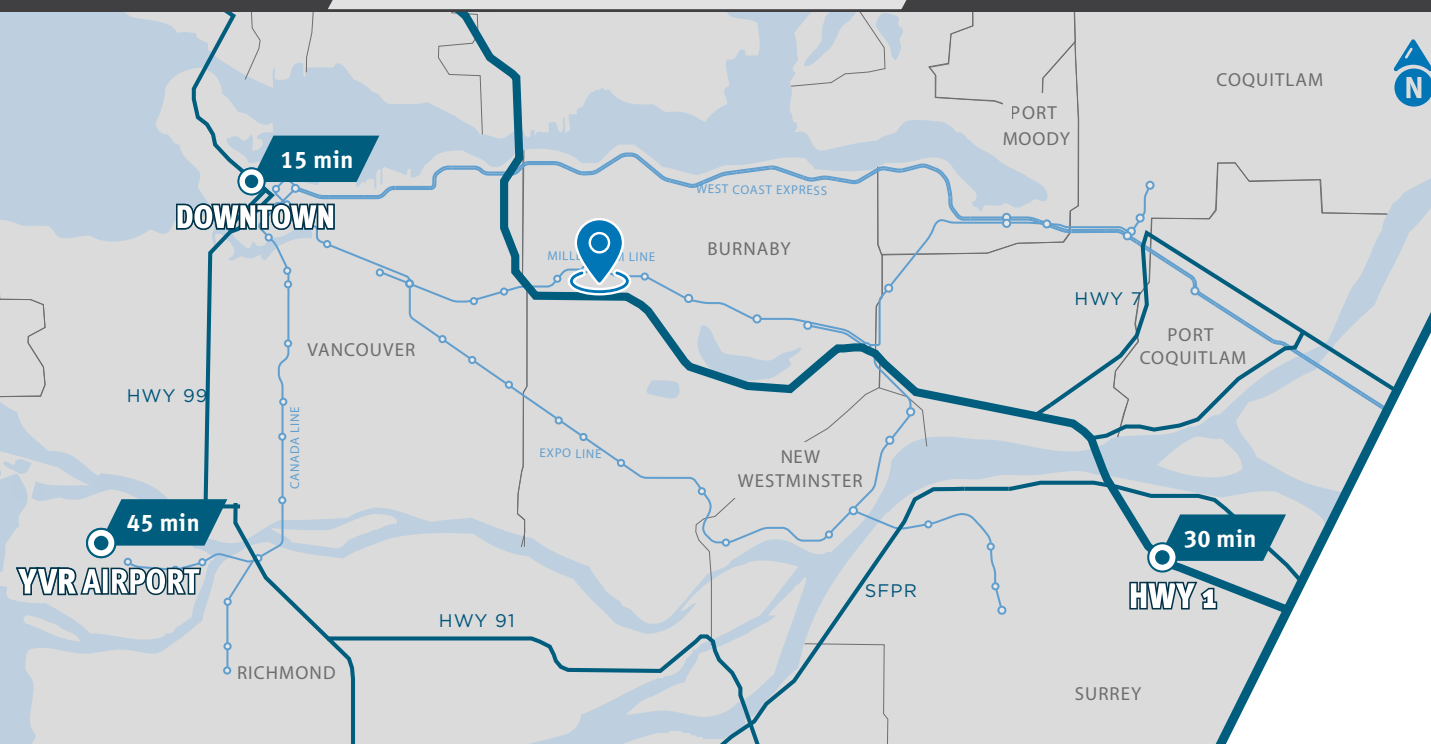 COQUITLAM
N
PORT
MOODY
15 min
DOWNTOWN
WEST COAST EXPRESS
BURNABY
HWY 7
PORT
COQUITLAM
VANCOUVER
HWY 99
CANADA LINE
EXPO LINE
NEW
WESTMINSTER
45 min
YVR AIRPORT
30 min
HWY 1
SFPR
HWY 91
RICHMOND
SURREY